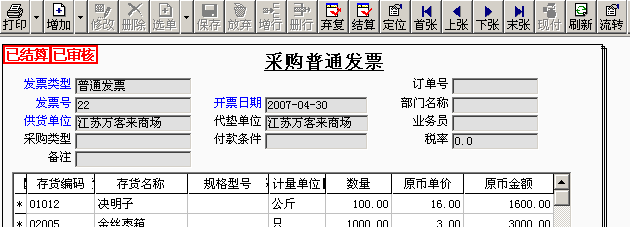 打印 增加 修改 删除 选单 保存 放弃 增行 删行 弃复 结算 定位 首张 上张 下张 末张 现付 刷新 流转
已结算 已审核
采购普通发票
发票类型 普通发票 订单号
发票号 22 开票日期 2007-04-30 部门名称
供货单位 江苏万客来商场 代垫单位 江苏万客来商场 业务员
采购类型 付款条件 税率 0.0
备注
存货编码 存货名称 规格型号 计量单位 数量 原币单价 原币金额
* 01012 决明子 公斤 100.00 16.00 1600.00
* 02005 金丝枣箱 只 1000.00 3.00 3000.00